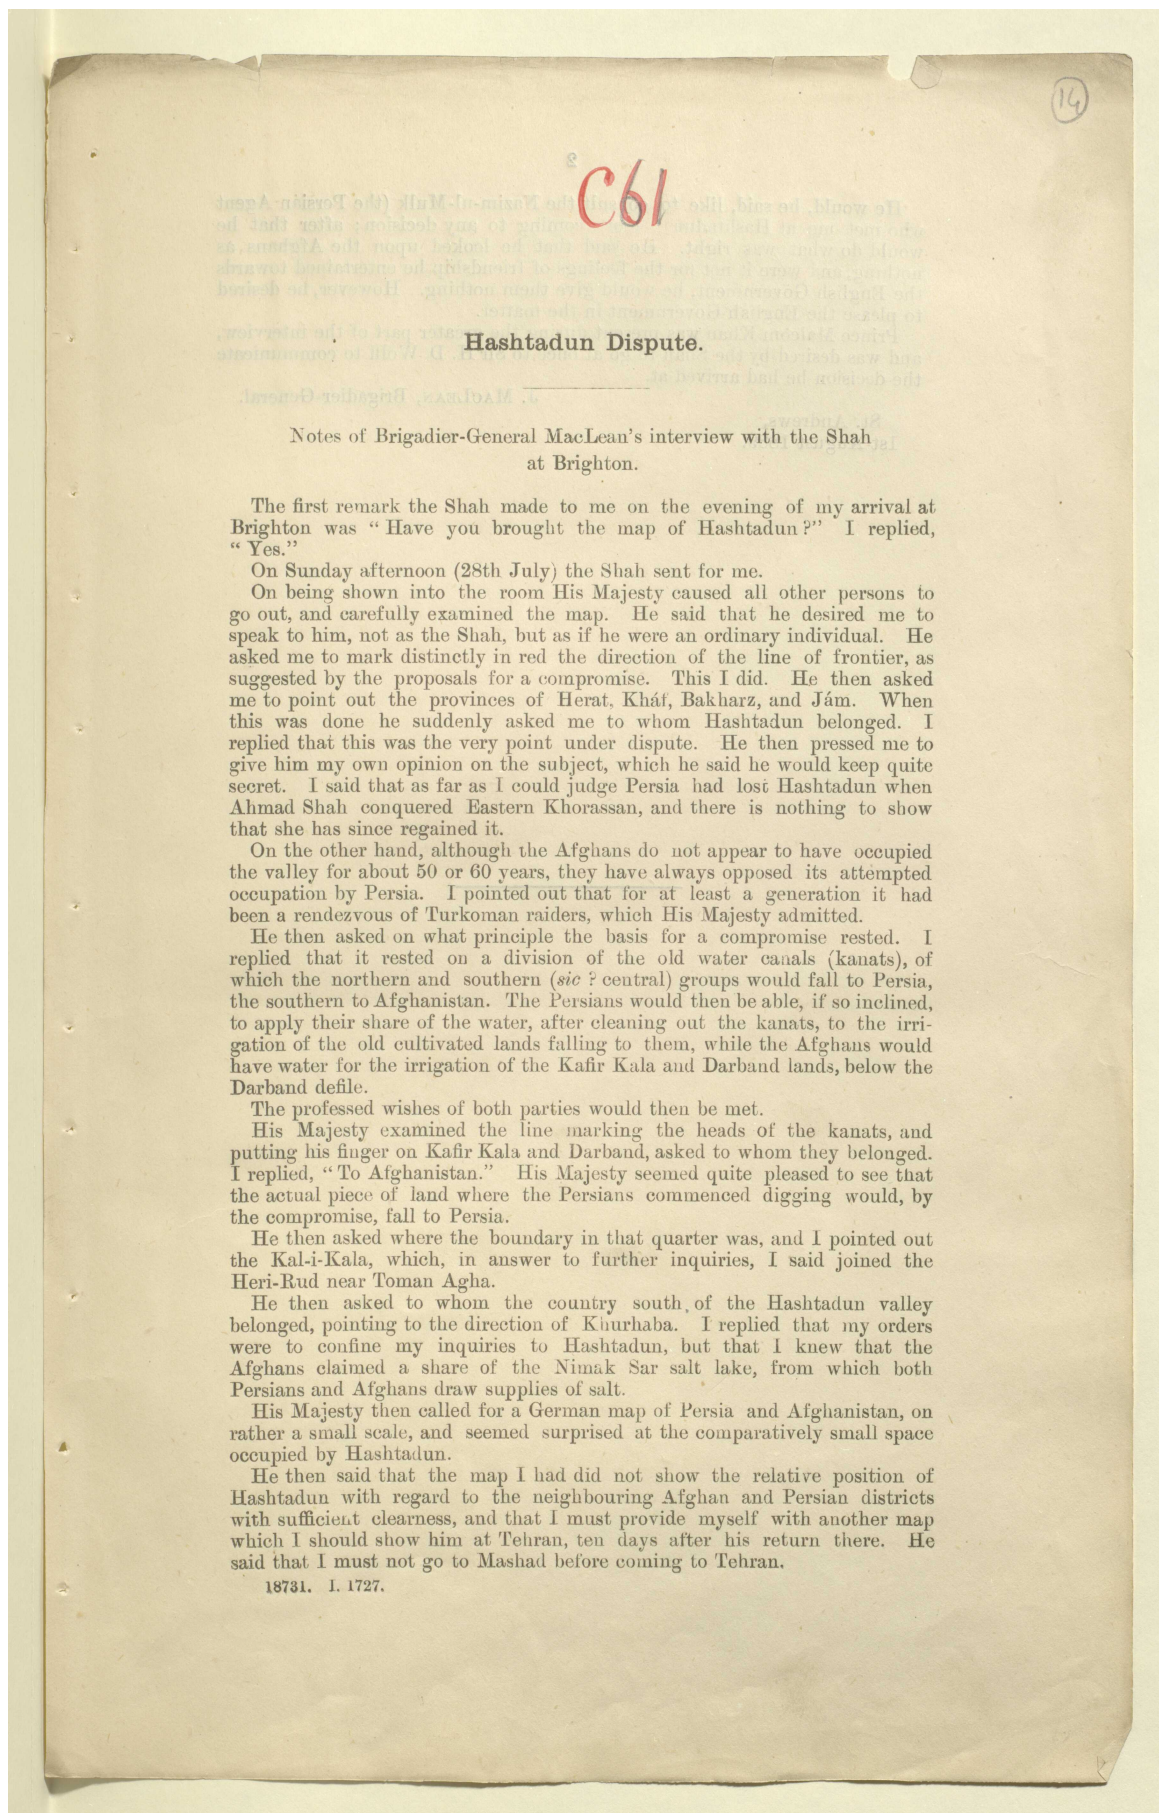 14
C61
Hashtadun Dispute.
Notes of Brigadier-General MacLean's interview with the Shah
at Brighton.
The first remark the Shah made to me on the evening of my arrival at
Brighton was “ Have you brought the map of Hashtadun ?” I replied,
“ Yes.”
On Sunday afternoon (28th July) the Shah sent for me.
On being shown into the room His Majesty caused all other persons to
go out, and carefully examined the map. He said that he desired me to
speak to him, not as the Shah, but as if he were an ordinary individual. He
asked me to mark distinctly in red the direction of the line of frontier, as
suggested by the proposals for a compromise. This I did. He then asked
me to point out the provinces of Herat, Kháf, Bakharz, and Jám. When
this was done he suddenly asked me to whom Hashtadun belonged. I
replied that this was the very point under dispute. He then pressed me to
give him my own opinion on the subject, which he said he would keep quite
secret. I said that as far as I could judge Persia had lost Hashtadun when
Ahmad Shah conquered Eastern Khorassan, and there is nothing to show
that she has since regained it.
On the other hand, although the Afghans do not appear to have occupied
the valley for about 50 or 60 years, they have always opposed its attempted
occupation by Persia. I pointed out that for at least a generation it had
been a rendezvous of Turkoman raiders, which His Majesty admitted.
He then asked on what principle the basis for a compromise rested. I
replied that it rested on a division of the old water canals (kanats), of
which the northern and southern (sic ? central) groups would fall to Persia,
the southern to Afghanistan. The Persians would then be able, if so inclined,
to apply their share of the water, after cleaning out the kanats, to the irri-
gation of the old cultivated lands falling to them, while the Afghans would
have water for the irrigation of the Kafir Kala and Darband lands, below the
Darband defile.
The professed wishes of both parties would then be met.
His Majesty examined the line marking the heads of the kanats, and
putting his finger on Kafir Kala and Darband, asked to whom they belonged.
I replied, “ To Afghanistan.” His Majesty seemed quite pleased to see that
the actual piece of land where the Persians commenced digging would, by
the compromise, fall to Persia.
He then asked where the boundary in that quarter was, and I pointed out
the Kal-i-Kala, which, in answer to further inquiries, I said joined the
Heri-Rud near Toman Agha.
He then asked to whom the country south of the Hashtadun valley
belonged, pointing to the direction of Khurhaba. I replied that my orders
were to confine my inquiries to Hashtadun, but that I knew that the
Afghans claimed a share of the Nimak Sar salt lake, from which both
Persians and Afghans draw supplies of salt.
His Majesty then called for a German map of Persia and Afghanistan, on
rather a small scale, and seemed surprised at the comparatively small space
occupied by Hashtadun.
He then said that the map I had did not show the relative position of
Hashtadun with regard to the neighbouring Afghan and Persian districts
with sufficient clearness, and that I must provide myself with another map
which I should show him at Tehran, ten days after his return there. He
said that I must not go to Mashad before coming to Tehran.
18731. I. 1727.